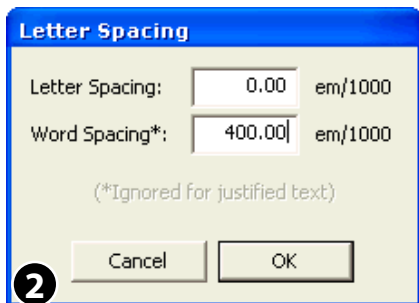 Letter Spacing
Letter Spacing: 0.00 em/1000
Word Spacing*: 400.00 em/1000
(*Ignored for justified text)
Cancel OK
2